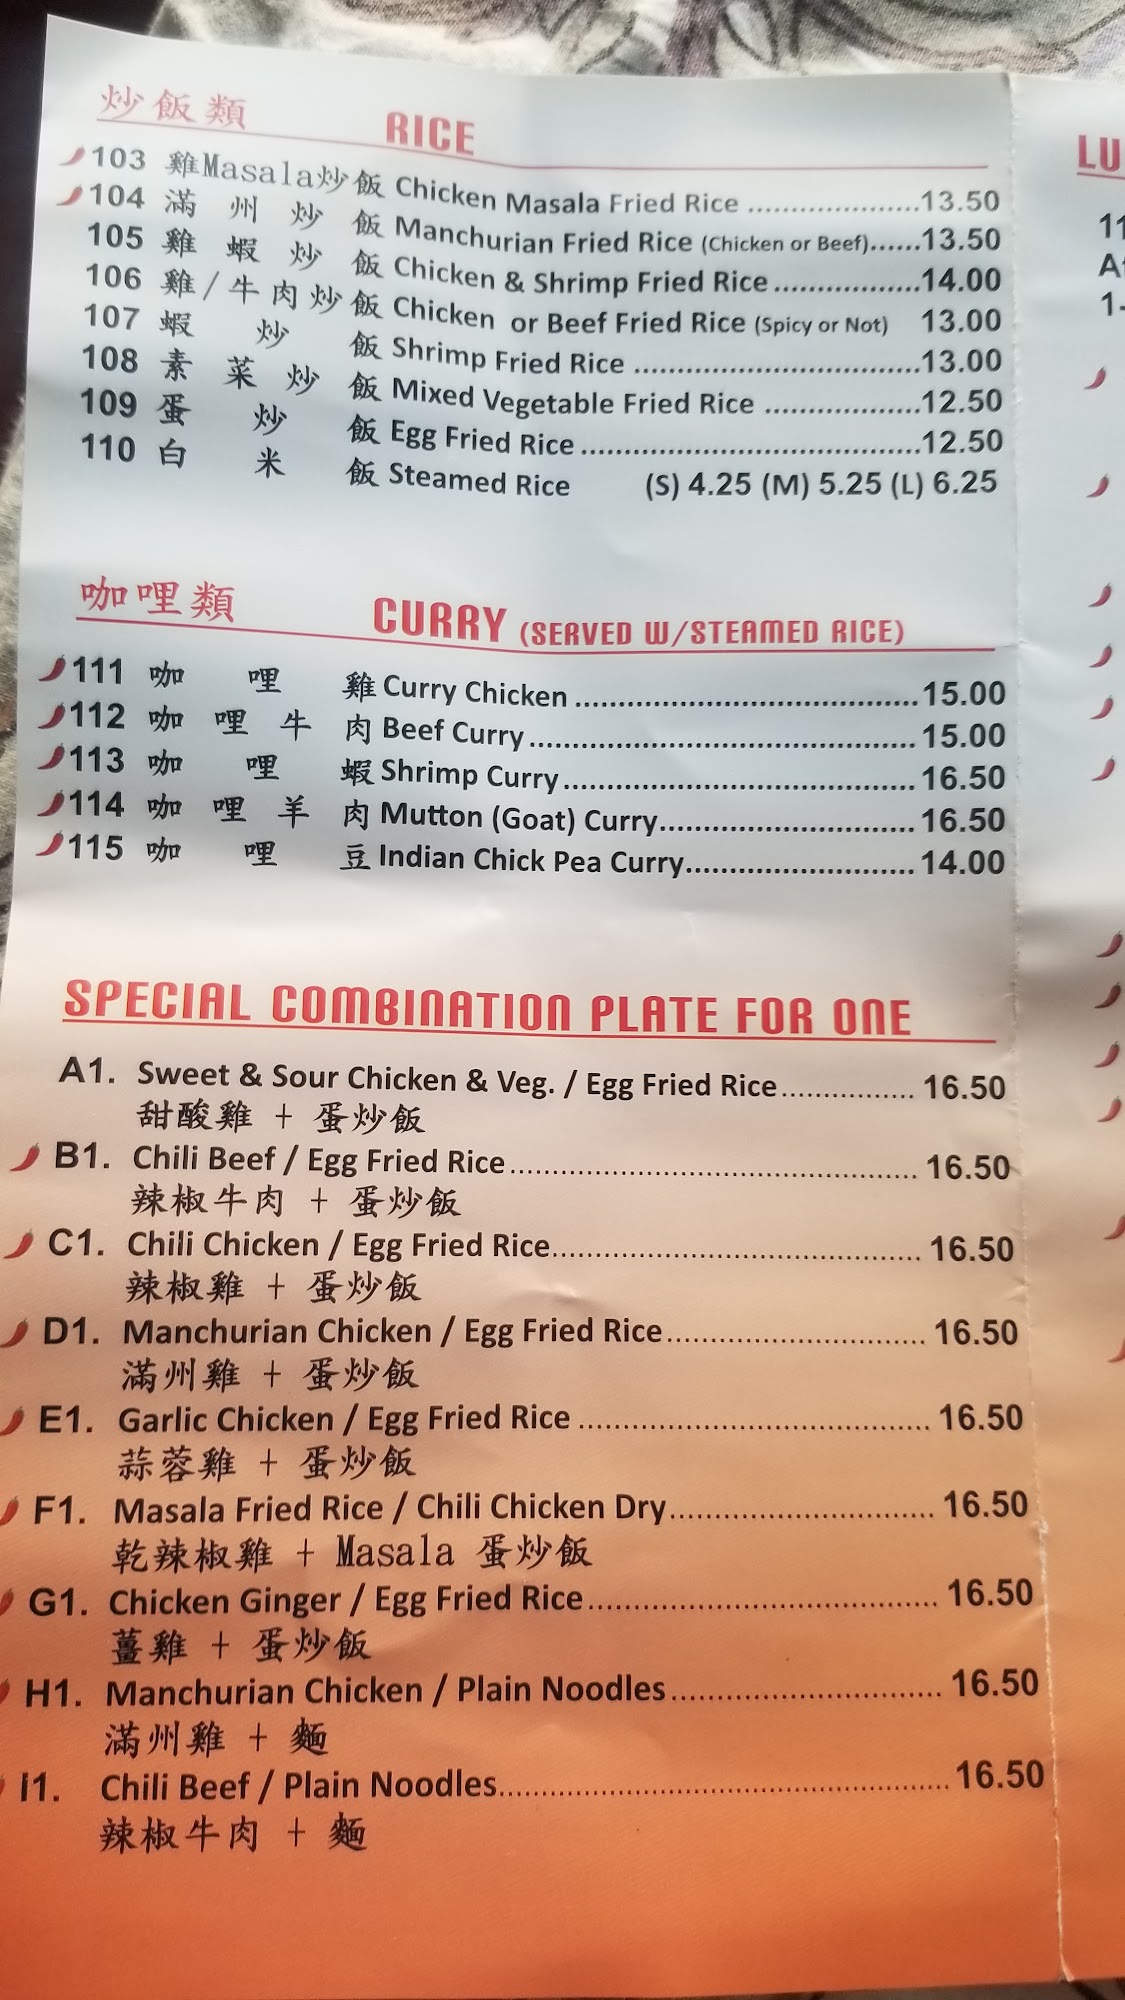 炒飯類 RICE
103 雞Masala炒飯 Chicken Masala Fried Rice ....................13.50
104 滿州炒飯 Manchurian Fried Rice (Chicken or Beef)......13.50
105 雞蝦炒飯 Chicken & Shrimp Fried Rice .................14.00
106 雞/牛肉炒飯 Chicken or Beef Fried Rice (Spicy or Not) 13.00
107 蝦炒飯 Shrimp Fried Rice .................................13.00
108 素菜炒飯 Mixed Vegetable Fried Rice ..................12.50
109 蛋炒飯 Egg Fried Rice .......................................12.50
110 白米飯 Steamed Rice (S) 4.25 (M) 5.25 (L) 6.25
咖哩類 CURRY (SERVED W/STEAMED RICE)
111 咖哩雞 Curry Chicken ....................................... 15.00
112 咖哩牛肉 Beef Curry ............................................ 15.00
113 咖哩蝦 Shrimp Curry ........................................ 16.50
114 咖哩羊肉 Mutton (Goat) Curry............................. 16.50
115 咖哩豆 Indian Chick Pea Curry.......................... 14.00
SPECIAL COMBINATION PLATE FOR ONE
A1. Sweet & Sour Chicken & Veg. / Egg Fried Rice................ 16.50
甜酸雞 + 蛋炒飯
B1. Chili Beef / Egg Fried Rice................................................ 16.50
辣椒牛肉 + 蛋炒飯
C1. Chili Chicken / Egg Fried Rice........................................... 16.50
辣椒雞 + 蛋炒飯
D1. Manchurian Chicken / Egg Fried Rice.............................. 16.50
滿州雞 + 蛋炒飯
E1. Garlic Chicken / Egg Fried Rice ........................................ 16.50
蒜蓉雞 + 蛋炒飯
F1. Masala Fried Rice / Chili Chicken Dry.............................. 16.50
乾辣椒雞 + Masala 蛋炒飯
G1. Chicken Ginger / Egg Fried Rice....................................... 16.50
薑雞 + 蛋炒飯
H1. Manchurian Chicken / Plain Noodles.............................. 16.50
滿州雞 + 麵
I1. Chili Beef / Plain Noodles................................................. 16.50
辣椒牛肉 + 麵
LU
11
A
1-